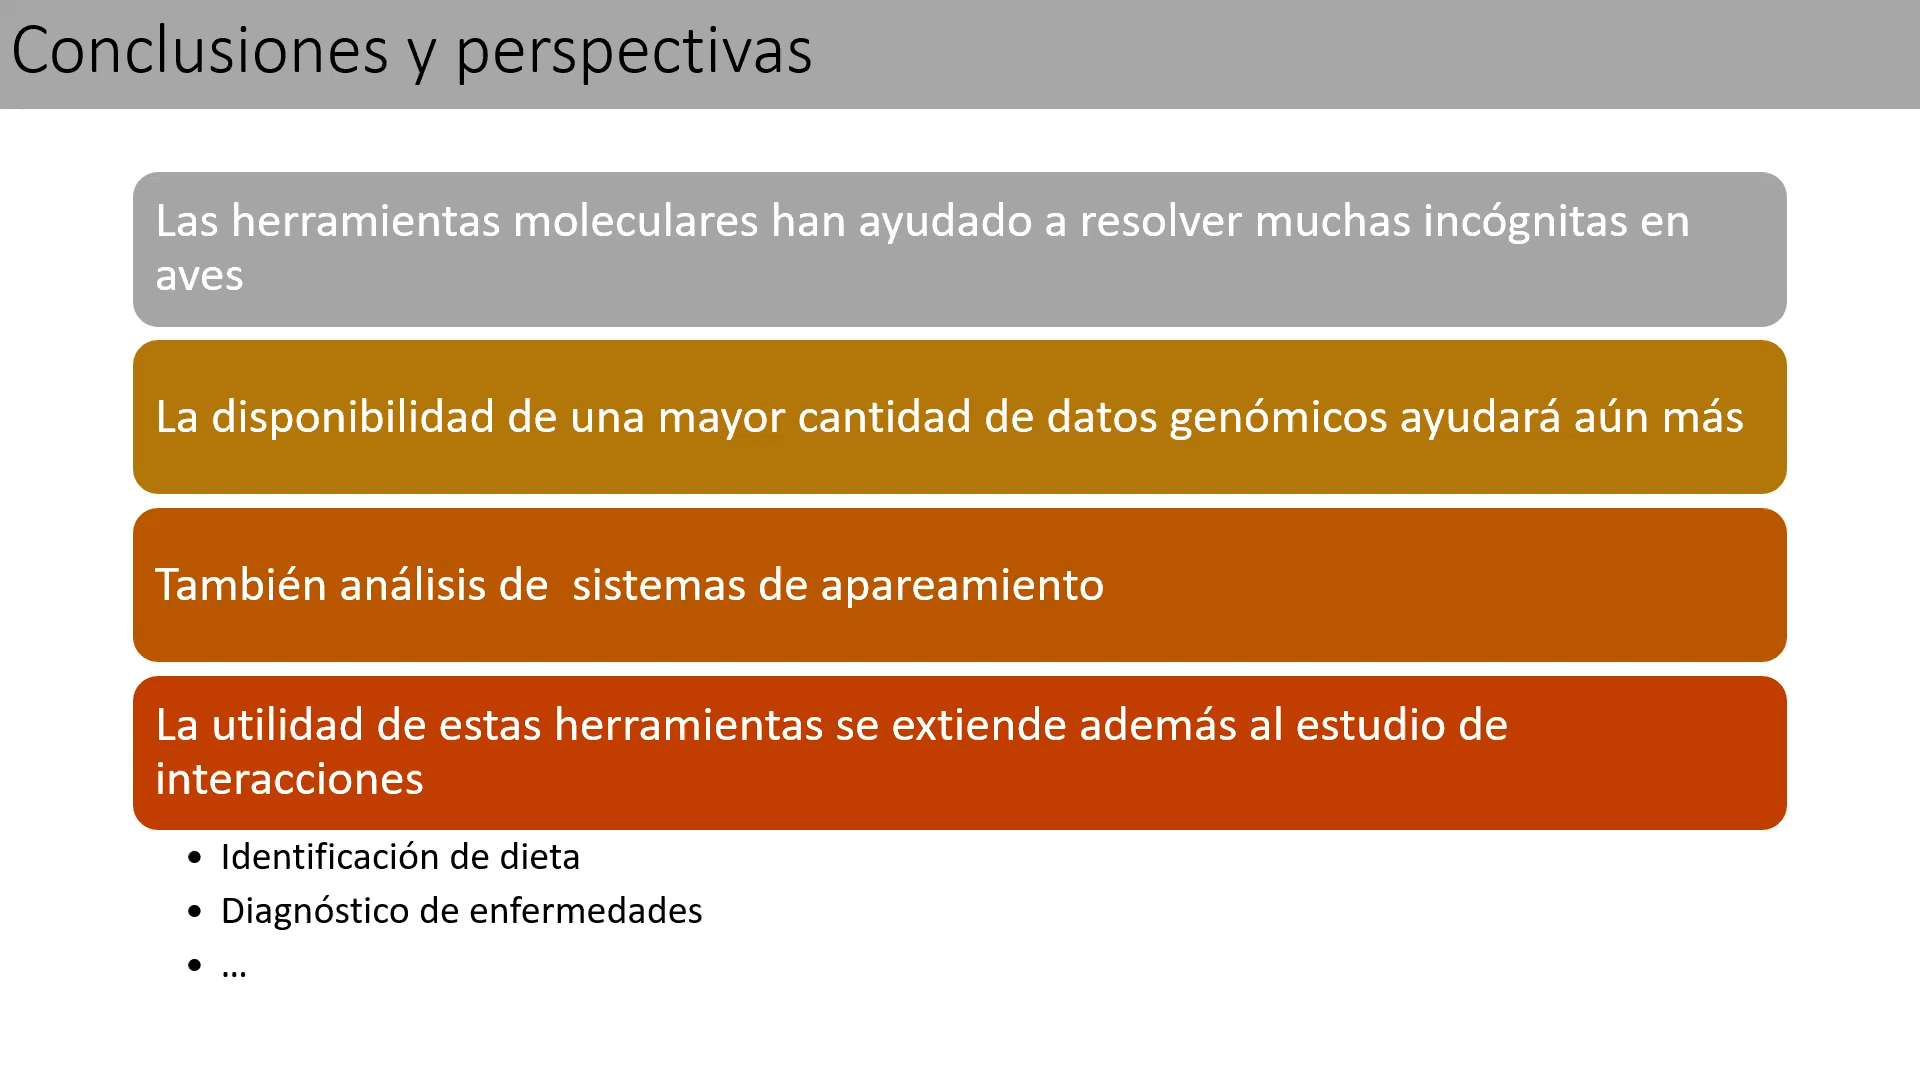 Conclusiones y perspectivas
Las herramientas moleculares han ayudado a resolver muchas incógnitas en
aves
La disponibilidad de una mayor cantidad de datos genómicos ayudará aún más
También análisis de  sistemas de apareamiento
La utilidad de estas herramientas se extiende además al estudio de
interacciones
• Identificación de dieta
• Diagnóstico de enfermedades
• ...